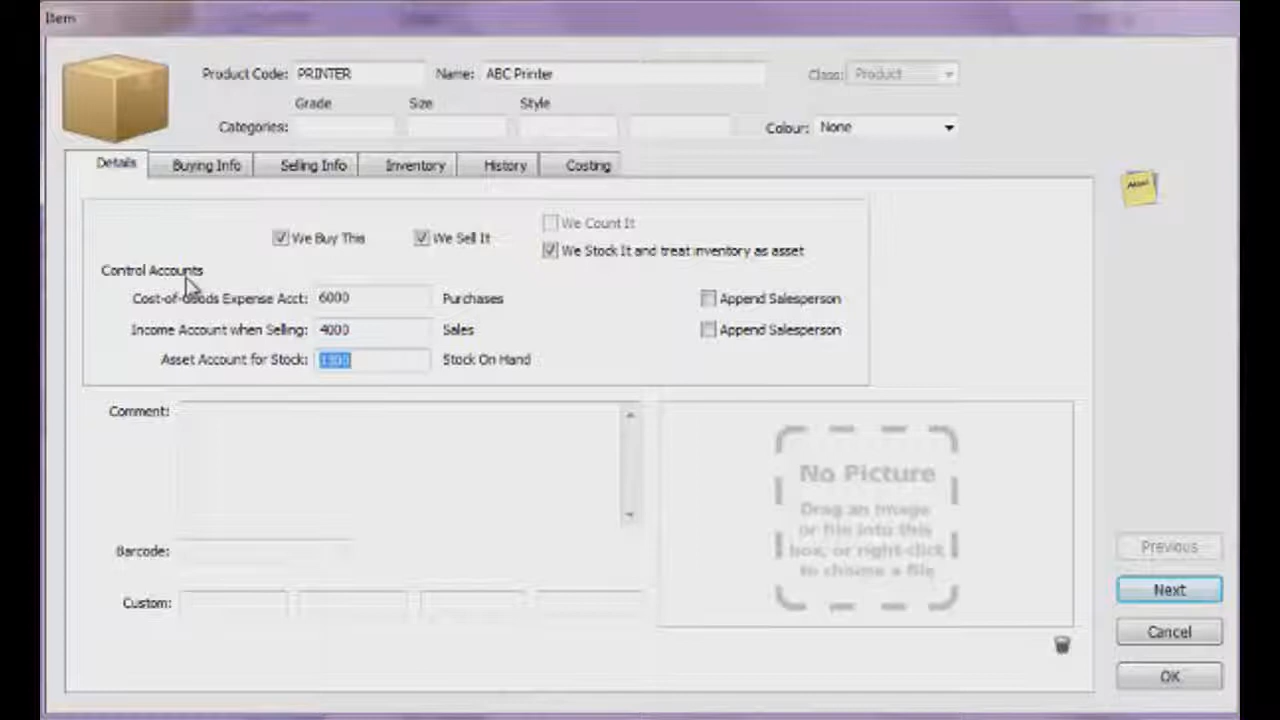 Item
Product Code: PRINTER Name: ABC Printer Class: Product
Grade Size Style
Categories: Colour: None
Details Buying Info Selling Info Inventory History Costing
We Count It
We Buy This We Sell It
We Stock It and treat inventory as asset
Control Accounts
Cost-of-Goods Expense Acct: 6000 Purchases Append Salesperson
Income Account when Selling: 4000 Sales Append Salesperson
Asset Account for Stock: 1300 Stock On Hand
Comment:
No Picture
Drag an image
or file into this
box, or right-click
to choose a file
Barcode:
Custom:
Previous
Next
Cancel
OK